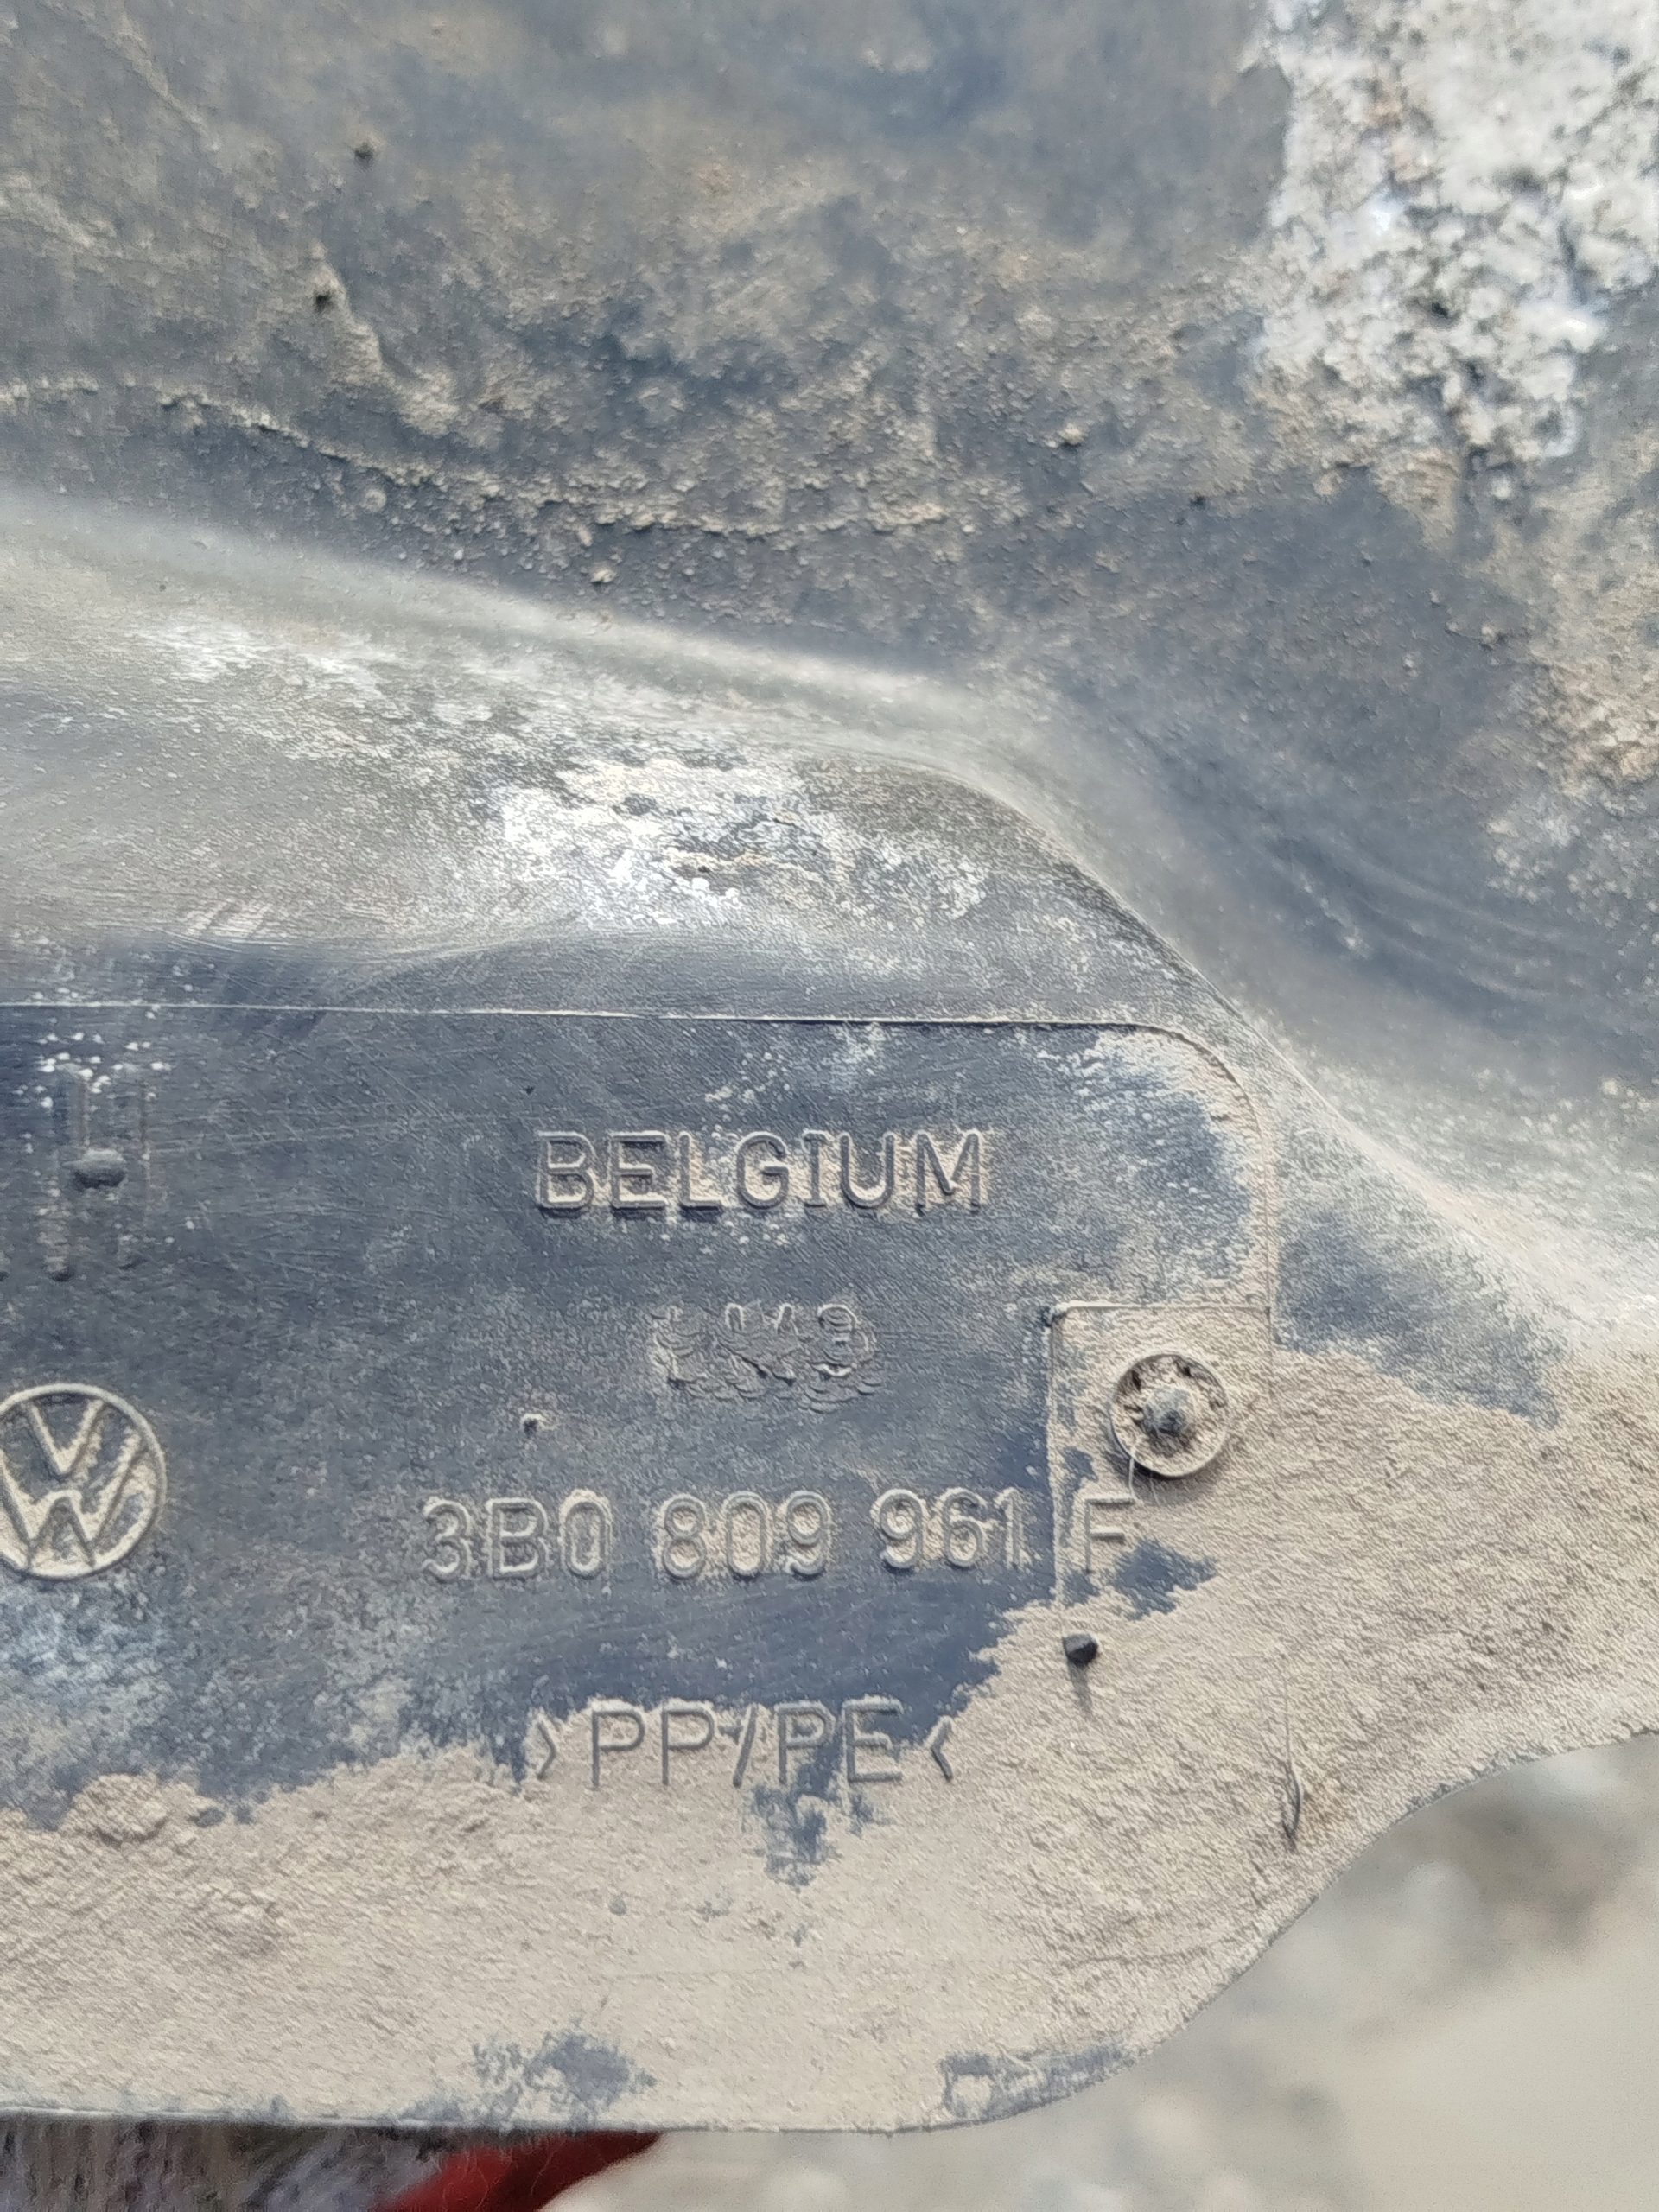 BELGIUM
3B0 809 961 F
>PP/PE<